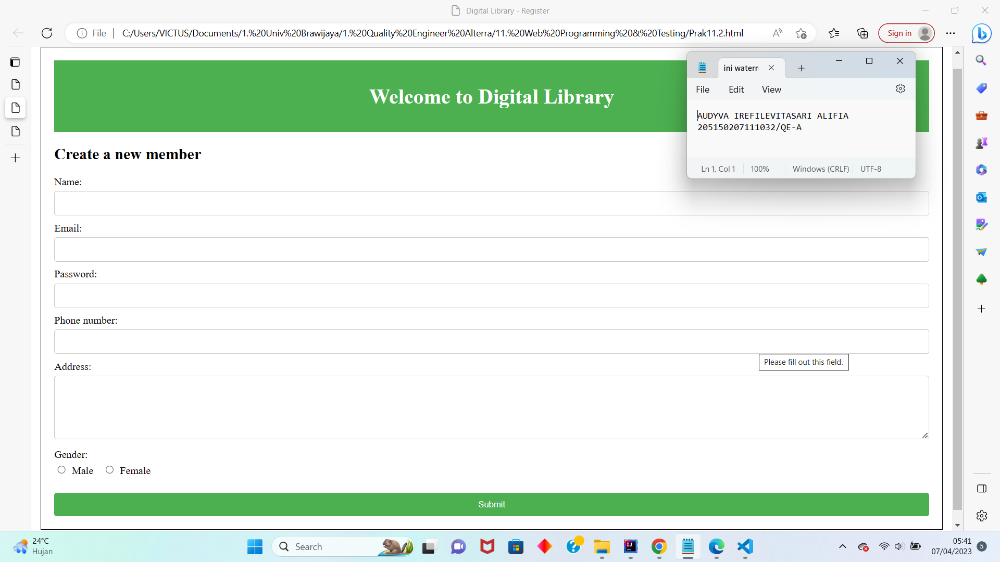 Digital Library - Register
File
C:/Users/VICTUS/Documents/1.%20Univ%20Brawijaya/1.%20Quality%20Engineer%20Alterra/11.%20Web%20Programming%20&%20Testing/Prak11.2.html
Sign in
Welcome to Digital Library
ini watern
File Edit View
AUDYVA IREFILEVITASARI ALIFIA
205150207111032/QE-A
Ln 1, Col 1 100% Windows (CRLF) UTF-8
Create a new member
Name:
Email:
Password:
Phone number:
Please fill out this field.
Address:
Gender:
Male Female
Submit
24°C
Hujan
Search
05:41
07/04/2023
5